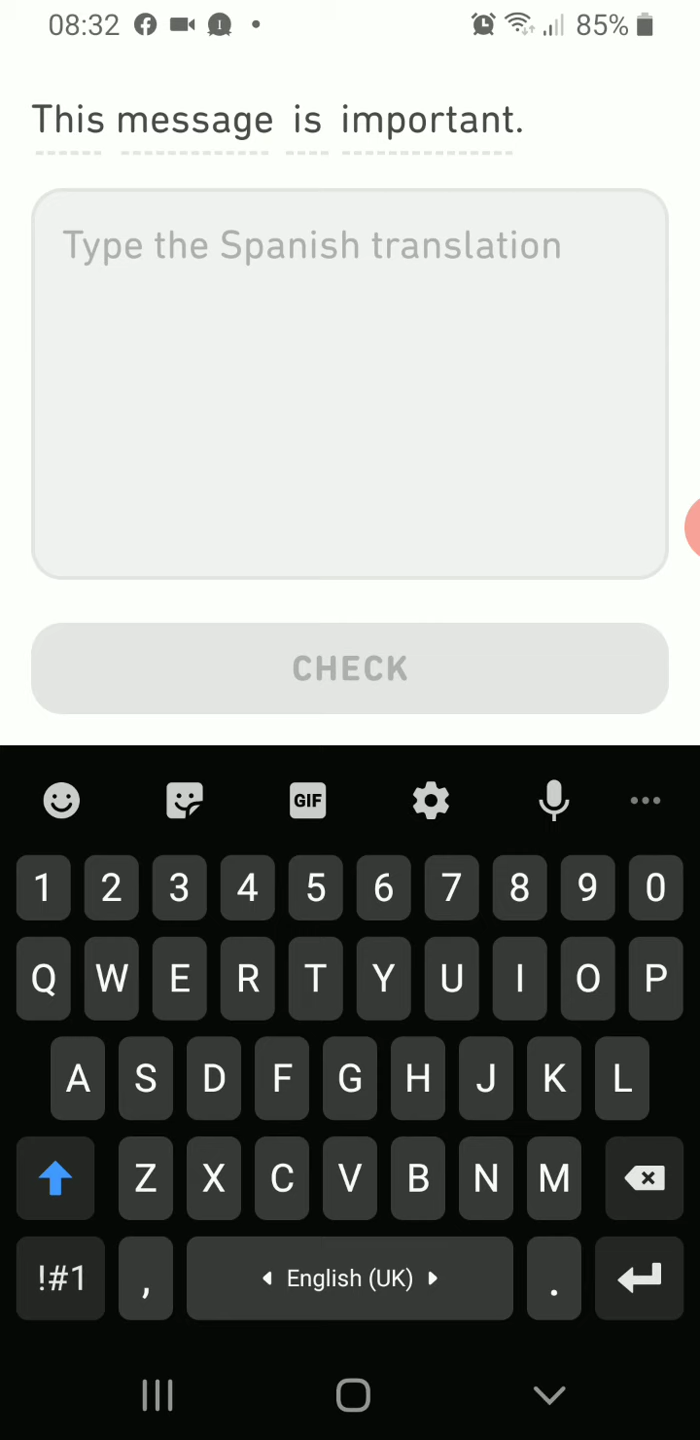 08:32 85%
This message is important.
Type the Spanish translation
CHECK
GIF
1 2 3 4 5 6 7 8 9 0
Q W E R T Y U I O P
A S D F G H J K L
Z X C V B N M
!#1 , English (UK) .